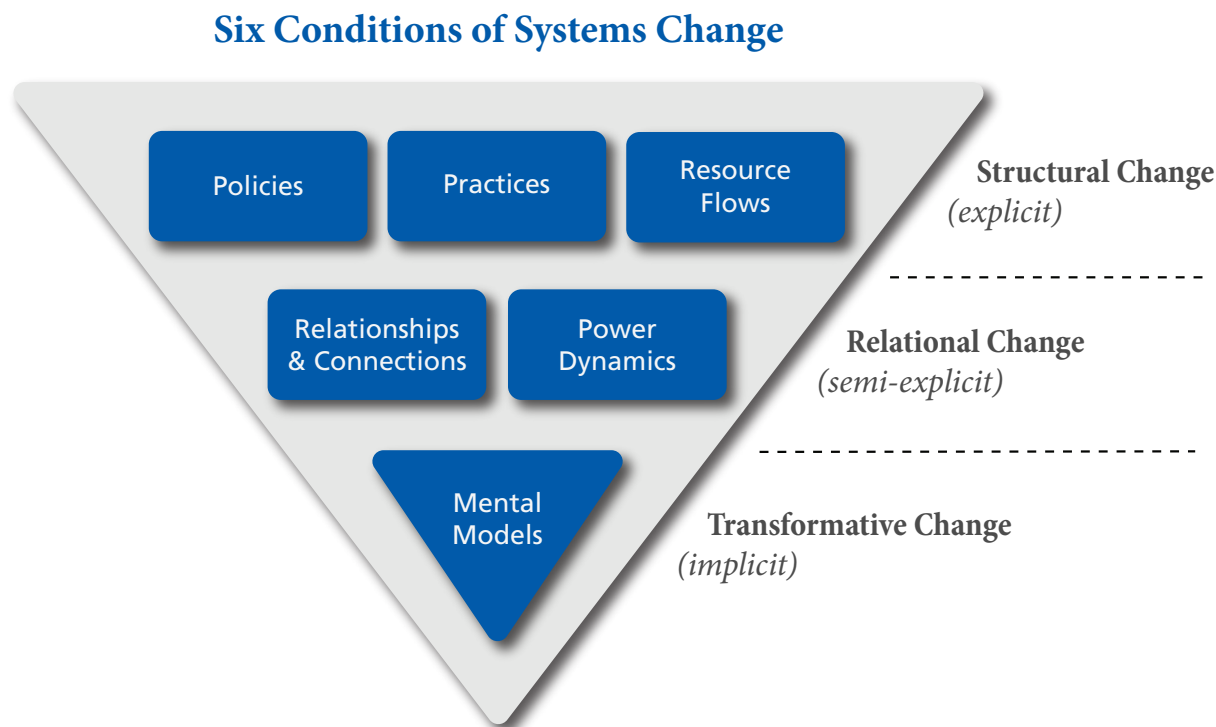 Six Conditions of Systems Change
Policies
Practices
Resource
Flows
Structural Change
(explicit)
Relationships
& Connections
Power
Dynamics
Relational Change
(semi-explicit)
Mental
Models
Transformative Change
(implicit)